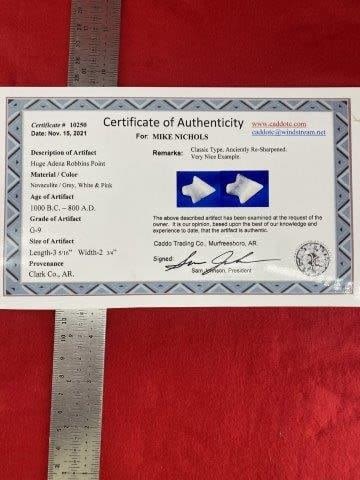 Certificate of Authenticity
Certificate # 10250
Date: Nov. 15, 2021
For: MIKE NICHOLS
www.caddotc.com
caddotc@windstream.net
Description of Artifact
Huge Adena Robbins Point
Material / Color
Novaculite / Grey, White & Pink
Age of Artifact
1000 B.C. – 800 A.D.
Grade of Artifact
G-9
Size of Artifact
Length-3 5/16" Width-2 3/4"
Provenance
Clark Co., AR.
Remarks: Classic Type. Anciently Re-Sharpened.
Very Nice Example.
The above described artifact has been examined at the request of the
owner. It is our opinion, based upon the best of our knowledge and
experience to date, that the artifact is authentic.
Caddo Trading Co., Murfreesboro, AR.
Signed
Sam Johnson, President